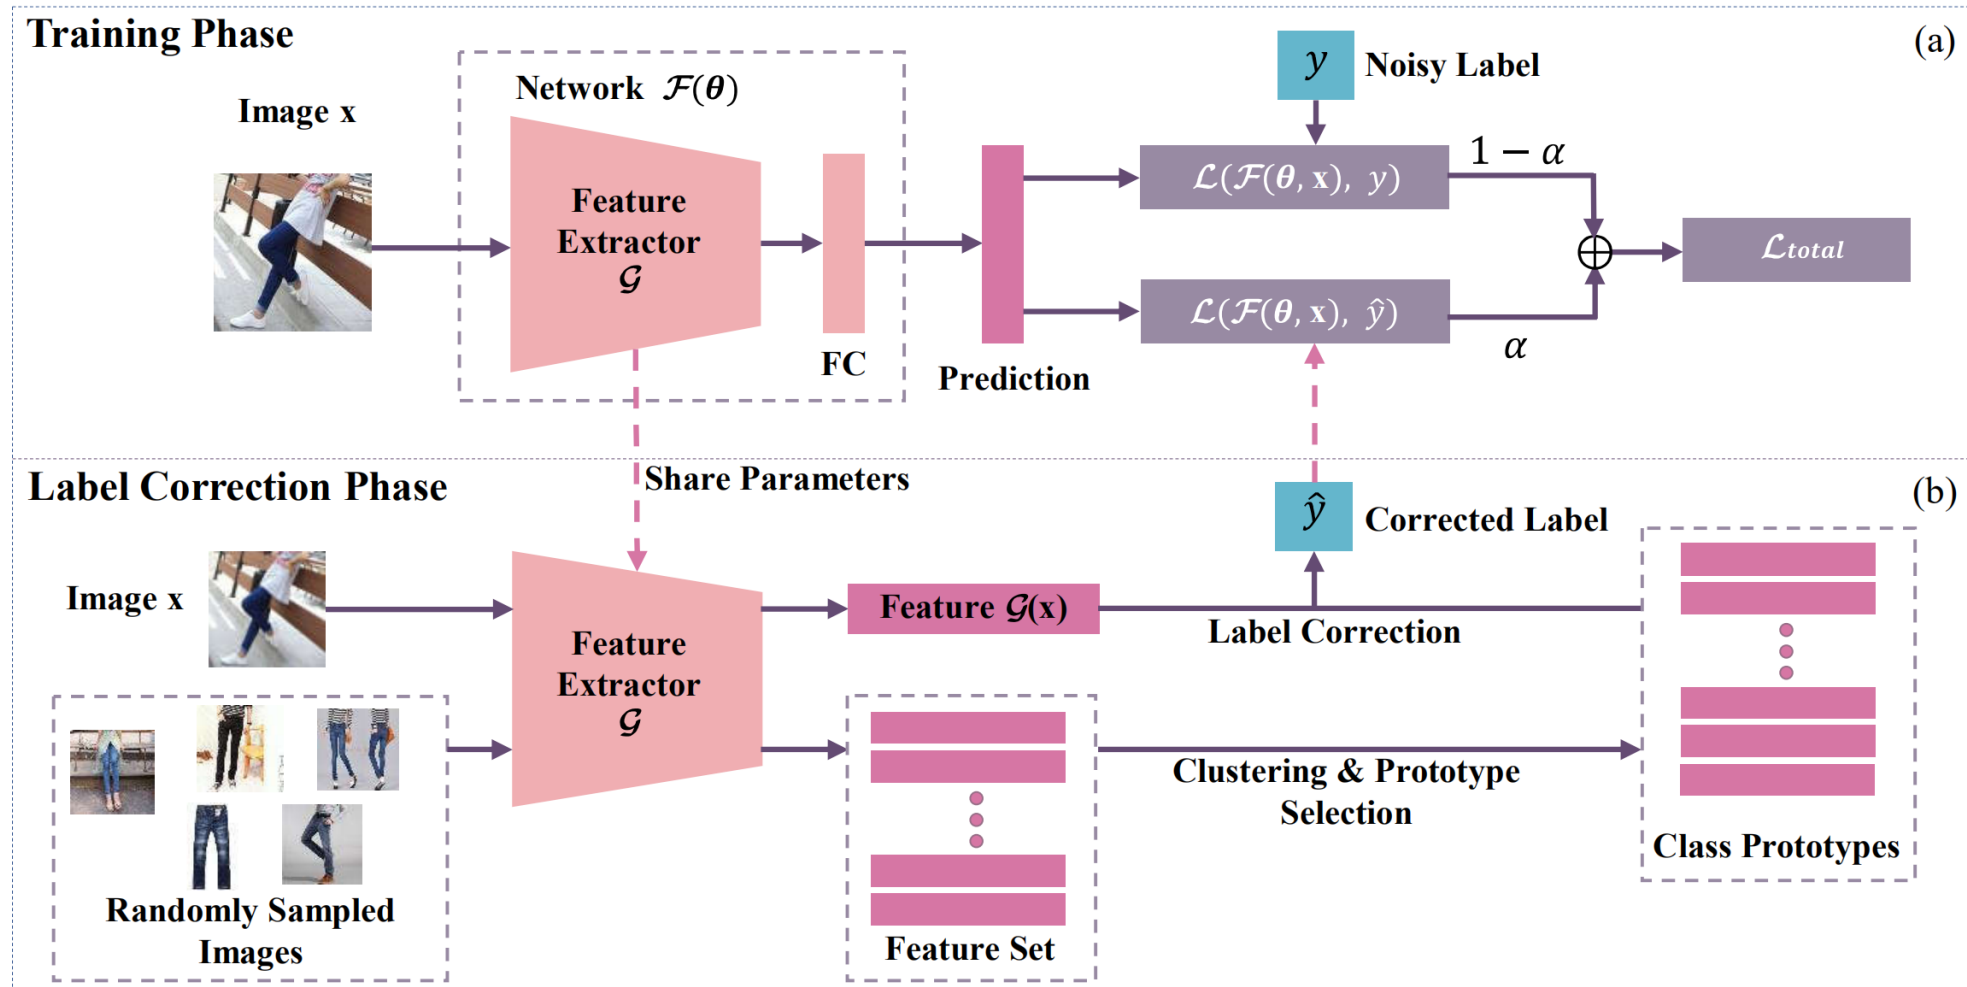 Training Phase
(a)
Network 𝓕(𝜽)
Image x
Feature
Extractor
𝓖
FC
Prediction
y
Noisy Label
𝓛(𝓕(𝜽, x), y)
1 − α
𝓛(𝓕(𝜽, x), ŷ)
α
𝓛total
Label Correction Phase
(b)
Share Parameters
Image x
Feature
Extractor
𝓖
Feature 𝓖(x)
ŷ
Corrected Label
Label Correction
Randomly Sampled
Images
Feature Set
Clustering & Prototype
Selection
Class Prototypes